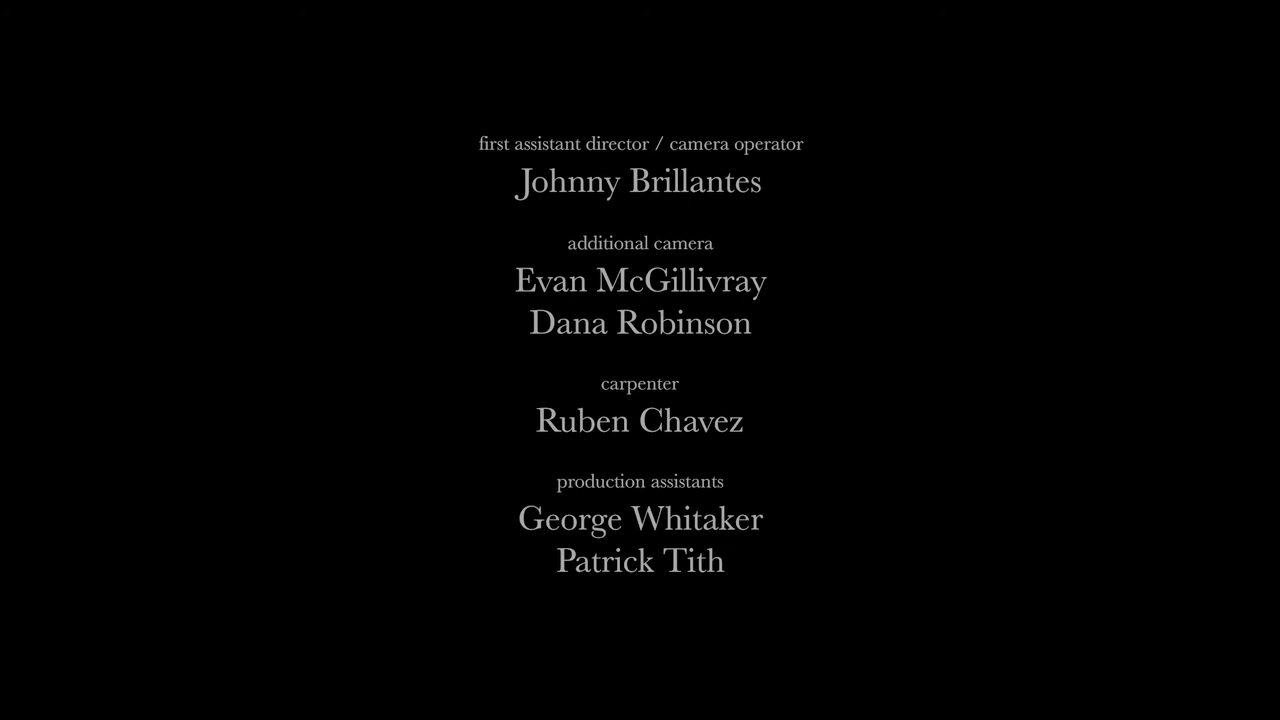 first assistant director / camera operator
Johnny Brillantes
additional camera
Evan McGillivray
Dana Robinson
carpenter
Ruben Chavez
production assistants
George Whitaker
Patrick Tith